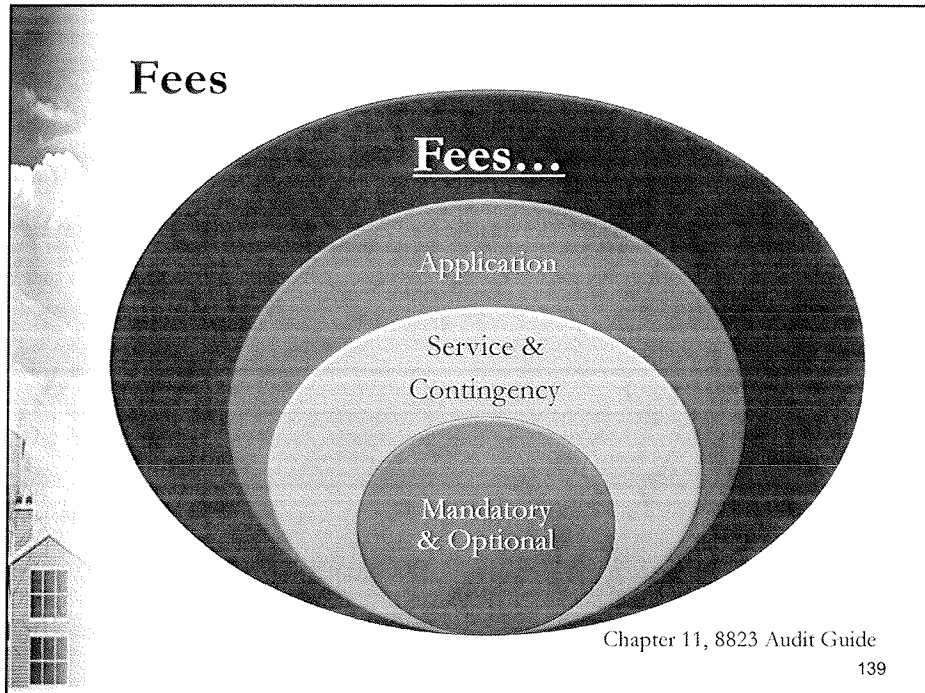 Fees
Fees...
Application
Service &
Contingency
Mandatory
& Optional
Chapter 11, 8823 Audit Guide
139